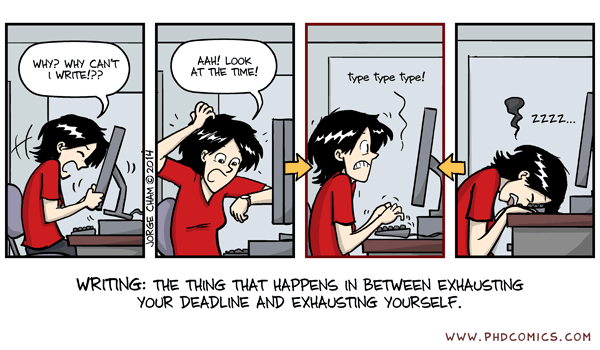 WHY? WHY CAN'T
I WRITE!??
AAH! LOOK
AT THE TIME!
type type type!
ZZZZ...
JORGE CHAM © 2014
WRITING: THE THING THAT HAPPENS IN BETWEEN EXHAUSTING
YOUR DEADLINE AND EXHAUSTING YOURSELF.
WWW.PHDCOMICS.COM